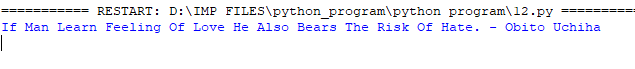 =========== RESTART: D:\IMP FILES\python_program\python program\12.py ==========
If Man Learn Feeling Of Love He Also Bears The Risk Of Hate. - Obito Uchiha